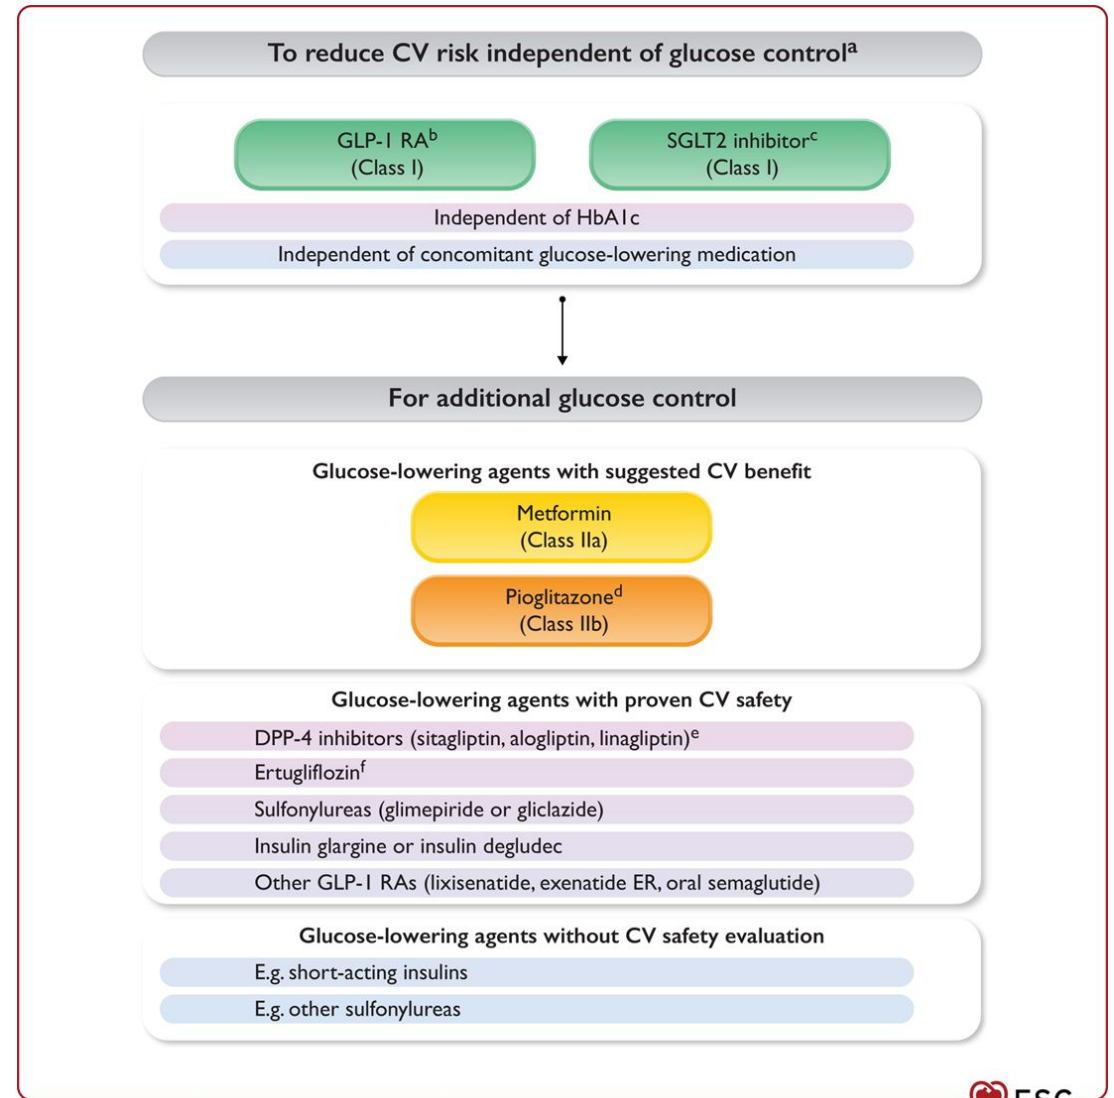 To reduce CV risk independent of glucose controlᵃ
GLP-1 RAᵇ
(Class I)
SGLT2 inhibitorᶜ
(Class I)
Independent of HbA1c
Independent of concomitant glucose-lowering medication
For additional glucose control
Glucose-lowering agents with suggested CV benefit
Metformin
(Class IIa)
Pioglitazoneᵈ
(Class IIb)
Glucose-lowering agents with proven CV safety
DPP-4 inhibitors (sitagliptin, alogliptin, linagliptin)ᵉ
Ertugliflozinᶠ
Sulfonylureas (glimepiride or gliclazide)
Insulin glargine or insulin degludec
Other GLP-1 RAs (lixisenatide, exenatide ER, oral semaglutide)
Glucose-lowering agents without CV safety evaluation
E.g. short-acting insulins
E.g. other sulfonylureas
ESC